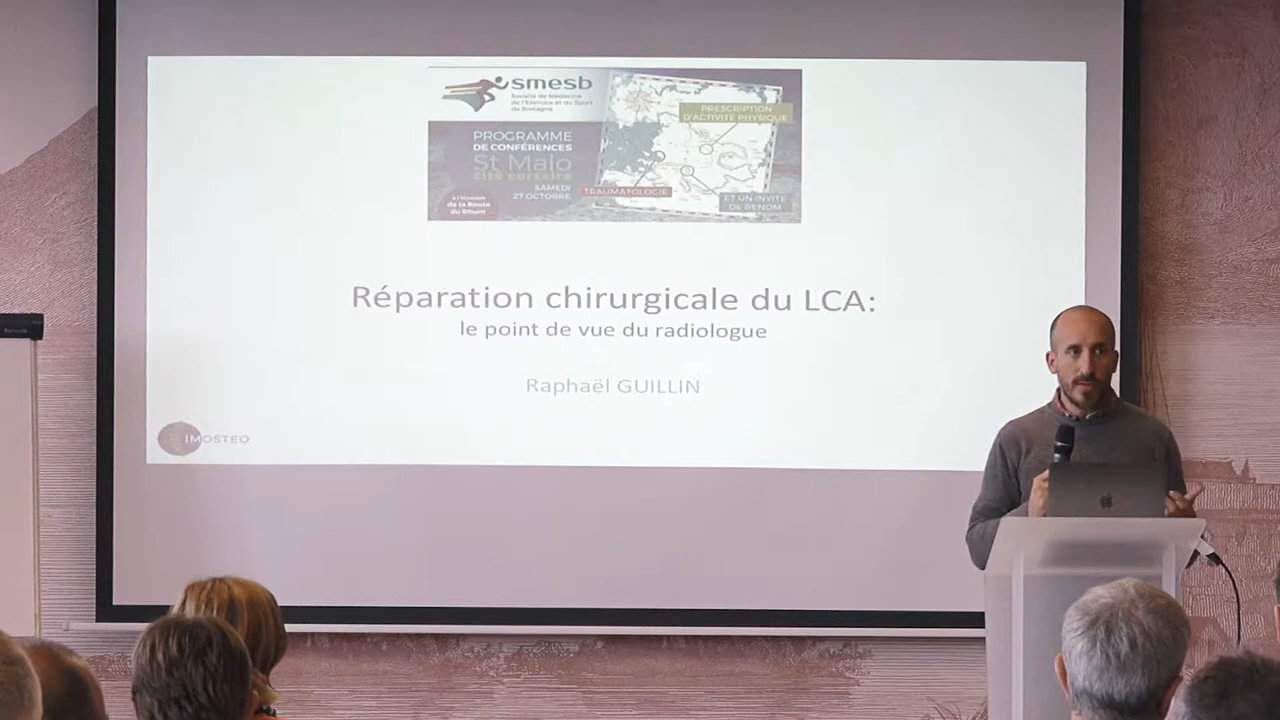 smesb
Société de Médecine
de l'Exercice et du Sport
de Bretagne
PRESCRIPTION
D'ACTIVITÉ PHYSIQUE
PROGRAMME
DE CONFÉRENCES
St Malo
cité corsaire
SAMEDI
27 OCTOBRE
TRAUMATOLOGIE
ET UN INVITÉ
DE RENOM
à l'occasion
de la Route
du Rhum
Réparation chirurgicale du LCA:
le point de vue du radiologue
Raphaël GUILLIN
IMOSTEO